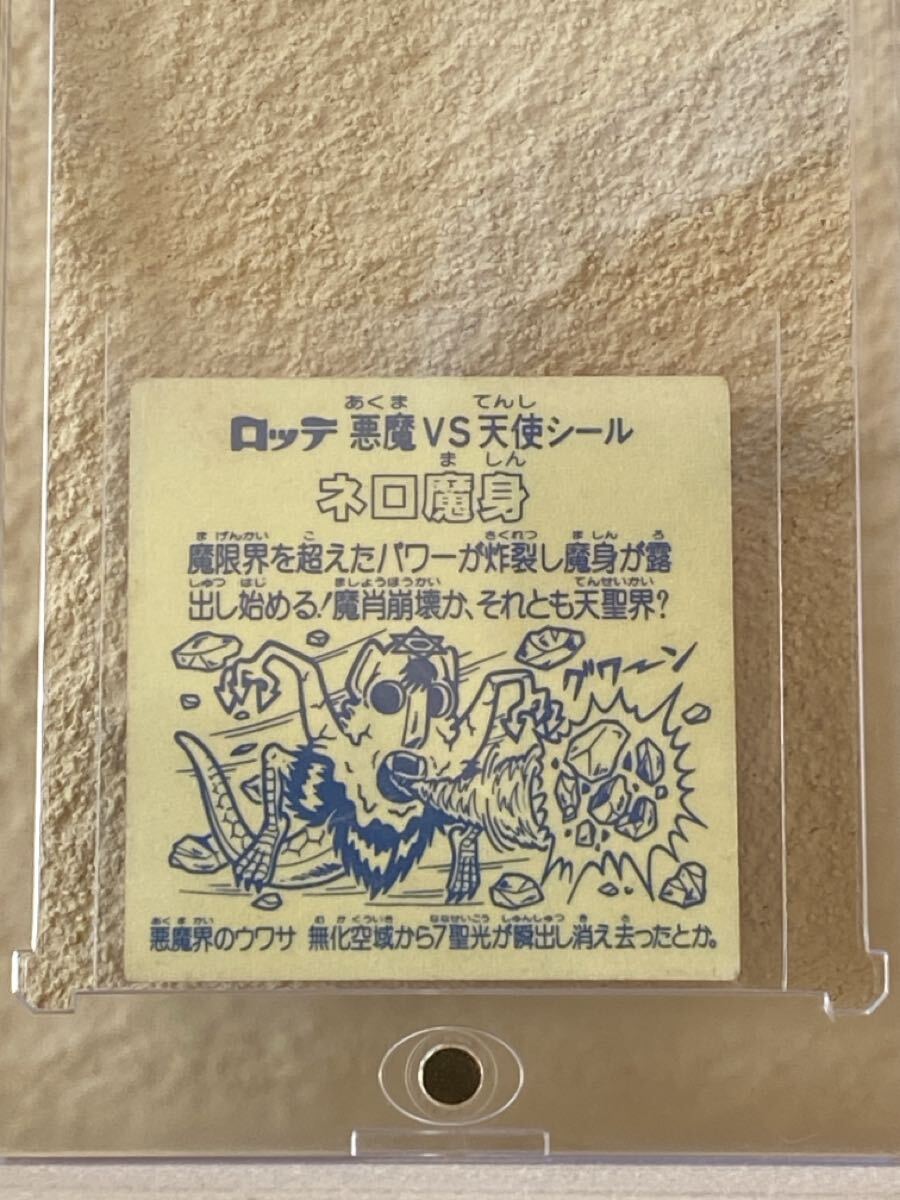 ロッテ 悪魔VS天使シール
ネロ魔身
魔限界を超えたパワーが炸裂し魔身が露
出し始める!魔肖崩壊か、それとも天聖界?
グワーン
悪魔界のウワサ 無化空域から7聖光が瞬出し消え去ったとか。